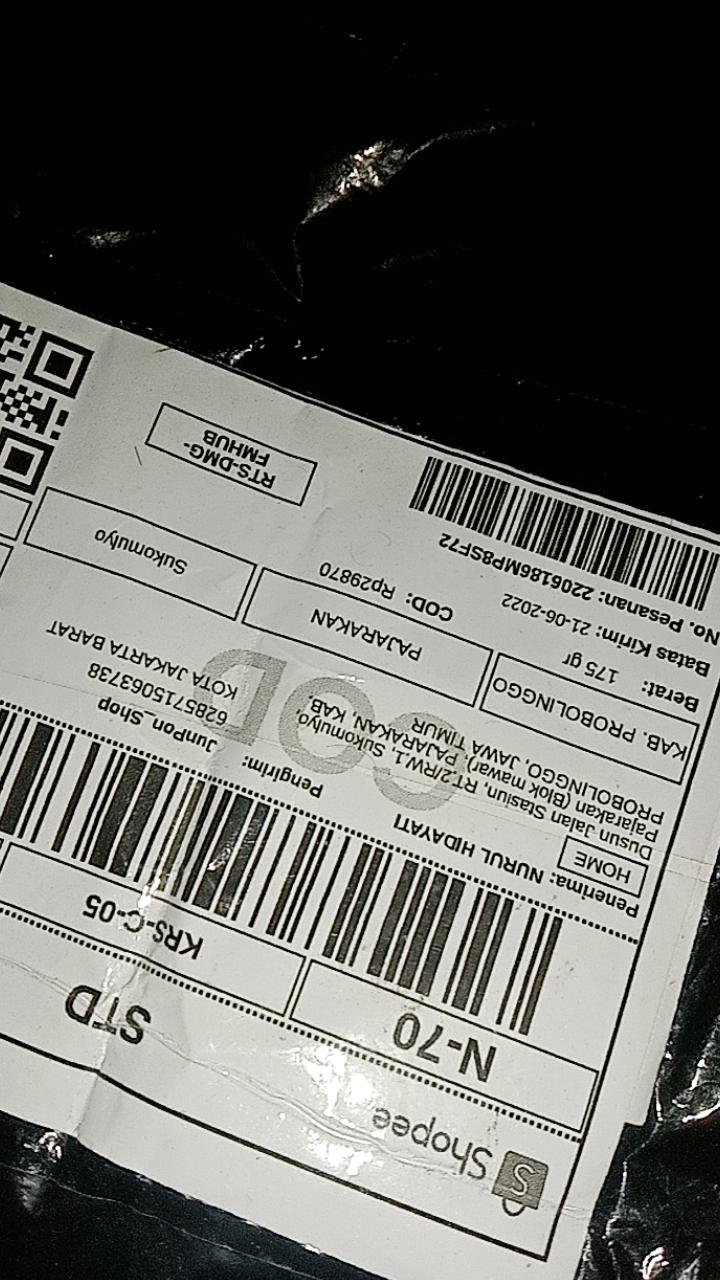 Shopee
STD
N-70
KRS-C-05
Penerima: NURUL HIDAYATI
HOME
Dusun Jalan Stasiun, RT.2/RW.1, Sukomulyo,
Pajarakan (Blok mawar), PAJARAKAN, KAB.
PROBOLINGGO, JAWA TIMUR
Pengirim:
JunPon_Shop
6285715063738
KOTA JAKARTA BARAT
COD
KAB. PROBOLINGGO
PAJARAKAN
Sukomulyo
Berat: 175 gr
COD: Rp29870
Batas Kirim: 21-06-2022
No. Pesanan: 2206186MP8SF72
RTS-DMG-
FMHUB